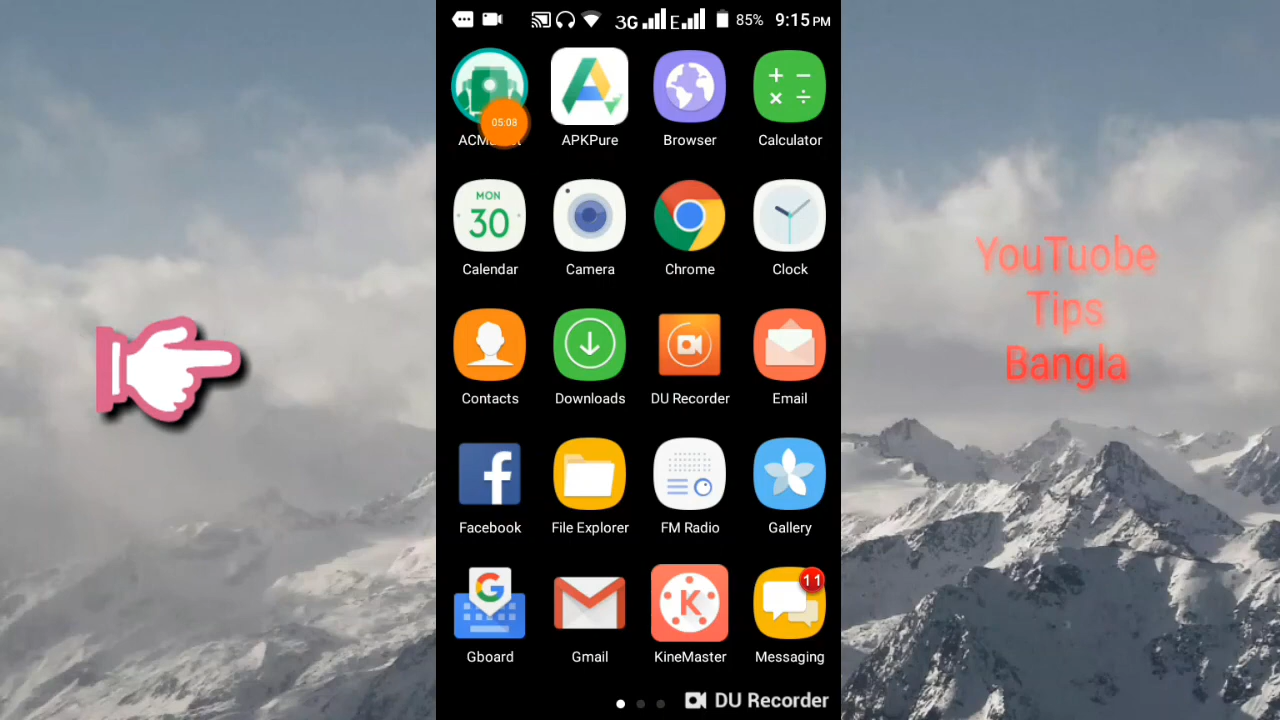 3G E 85% 9:15 PM
05:08
APKPure Browser Calculator
MON
30
Calendar Camera Chrome Clock
Contacts Downloads DU Recorder Email
Facebook File Explorer FM Radio Gallery
G K 11
Gboard Gmail KineMaster Messaging
DU Recorder
YouTuobe
Tips
Bangla